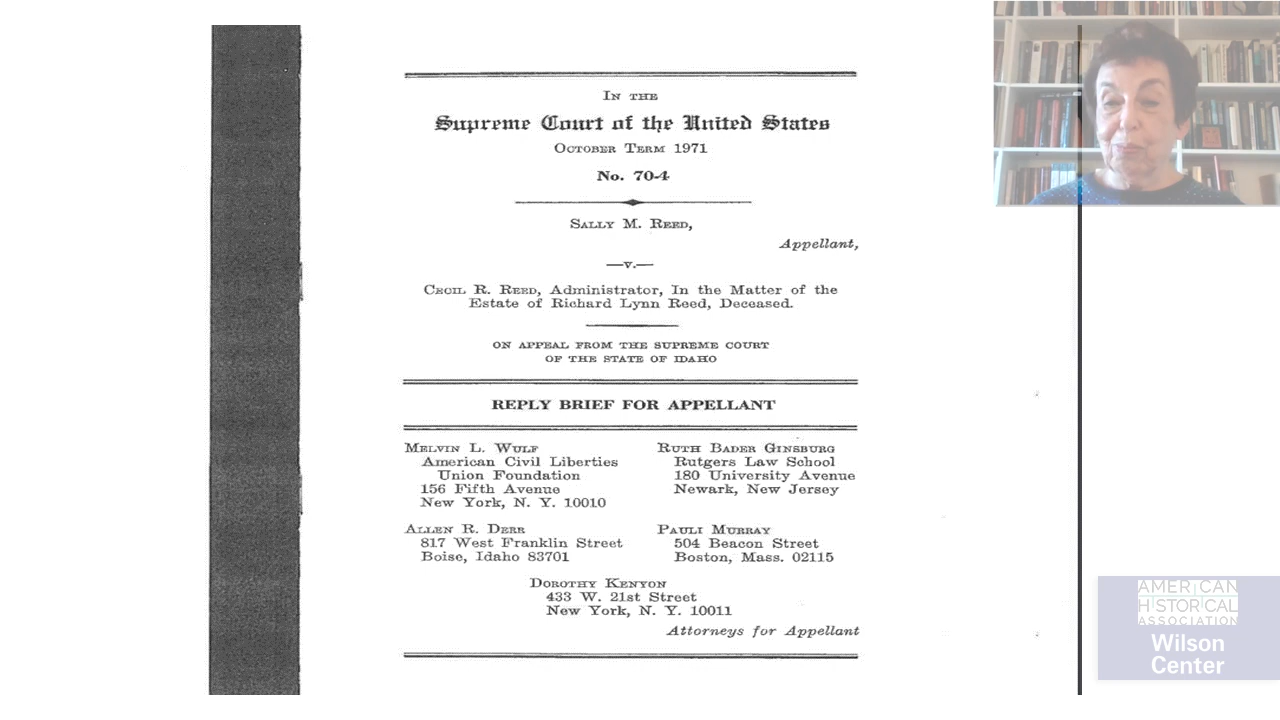 IN THE
Supreme Court of the United States
OCTOBER TERM 1971
No. 70-4
SALLY M. REED,
Appellant,
—v.—
CECIL R. REED, Administrator, In the Matter of the
Estate of Richard Lynn Reed, Deceased.
ON APPEAL FROM THE SUPREME COURT
OF THE STATE OF IDAHO
REPLY BRIEF FOR APPELLANT
MELVIN L. WULF
American Civil Liberties
Union Foundation
156 Fifth Avenue
New York, N. Y. 10010
RUTH BADER GINSBURG
Rutgers Law School
180 University Avenue
Newark, New Jersey
ALLEN R. DERR
817 West Franklin Street
Boise, Idaho 83701
PAULI MURRAY
504 Beacon Street
Boston, Mass. 02115
DOROTHY KENYON
433 W. 21st Street
New York, N. Y. 10011
Attorneys for Appellant
AMERICAN
HISTORICAL
ASSOCIATION
Wilson
Center